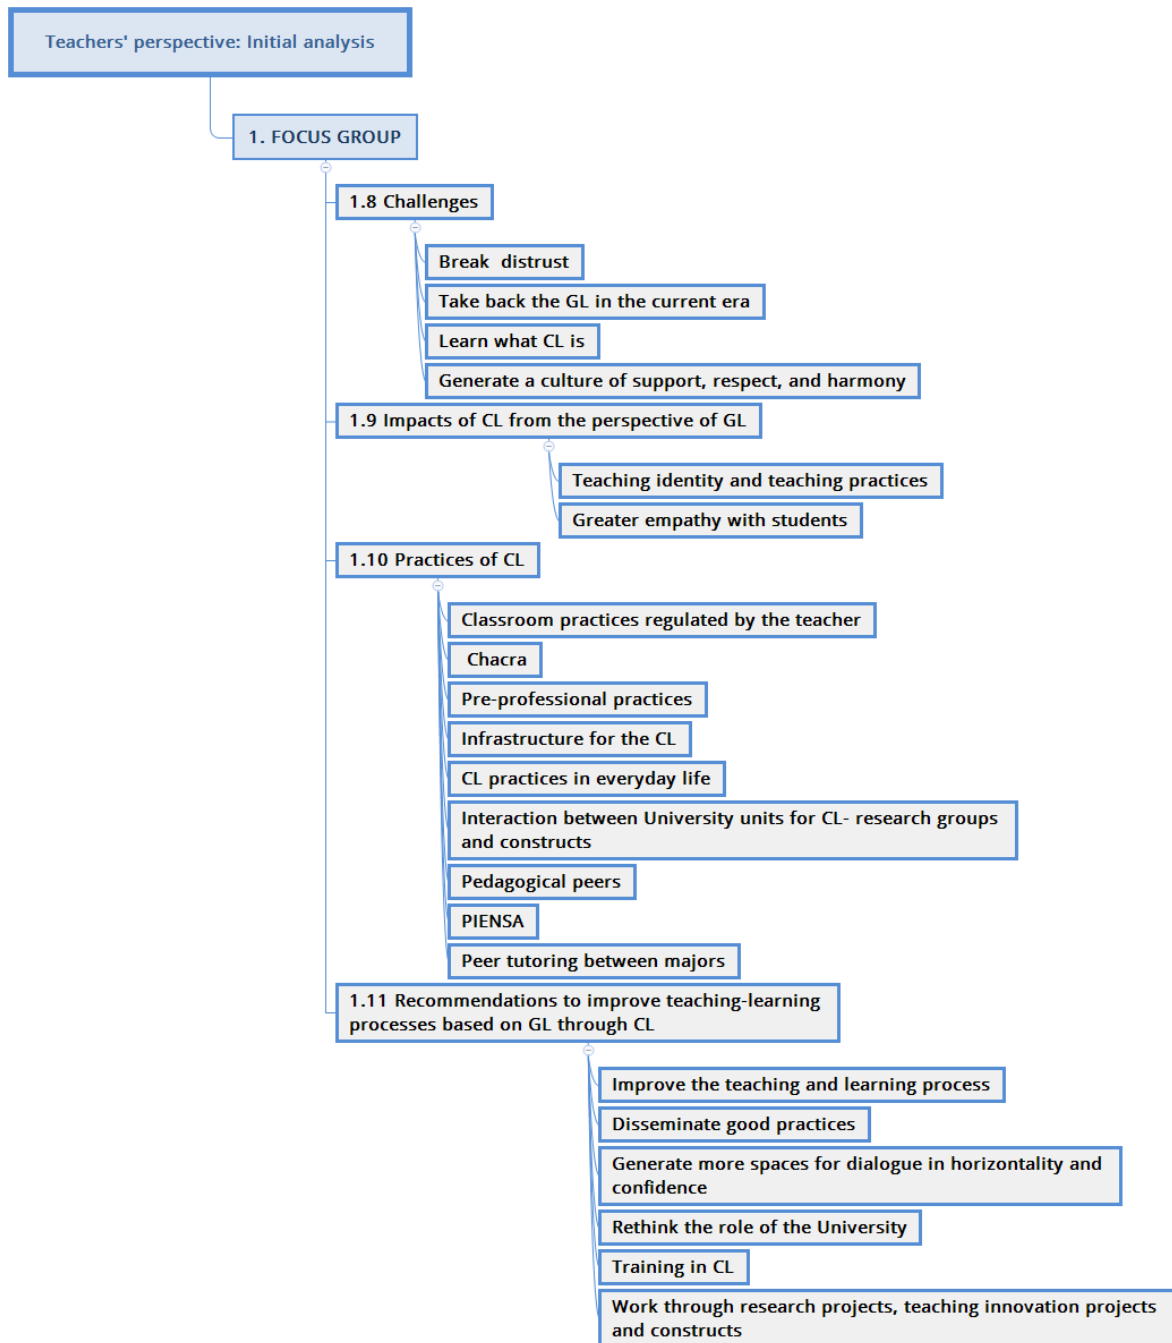 Teachers' perspective: Initial analysis
1. FOCUS GROUP
1.8 Challenges
Break distrust
Take back the GL in the current era
Learn what CL is
Generate a culture of support, respect, and harmony
1.9 Impacts of CL from the perspective of GL
Teaching identity and teaching practices
Greater empathy with students
1.10 Practices of CL
Classroom practices regulated by the teacher
Chacra
Pre-professional practices
Infrastructure for the CL
CL practices in everyday life
Interaction between University units for CL- research groups
and constructs
Pedagogical peers
PIENSA
Peer tutoring between majors
1.11 Recommendations to improve teaching-learning
processes based on GL through CL
Improve the teaching and learning process
Disseminate good practices
Generate more spaces for dialogue in horizontality and
confidence
Rethink the role of the University
Training in CL
Work through research projects, teaching innovation projects
and constructs